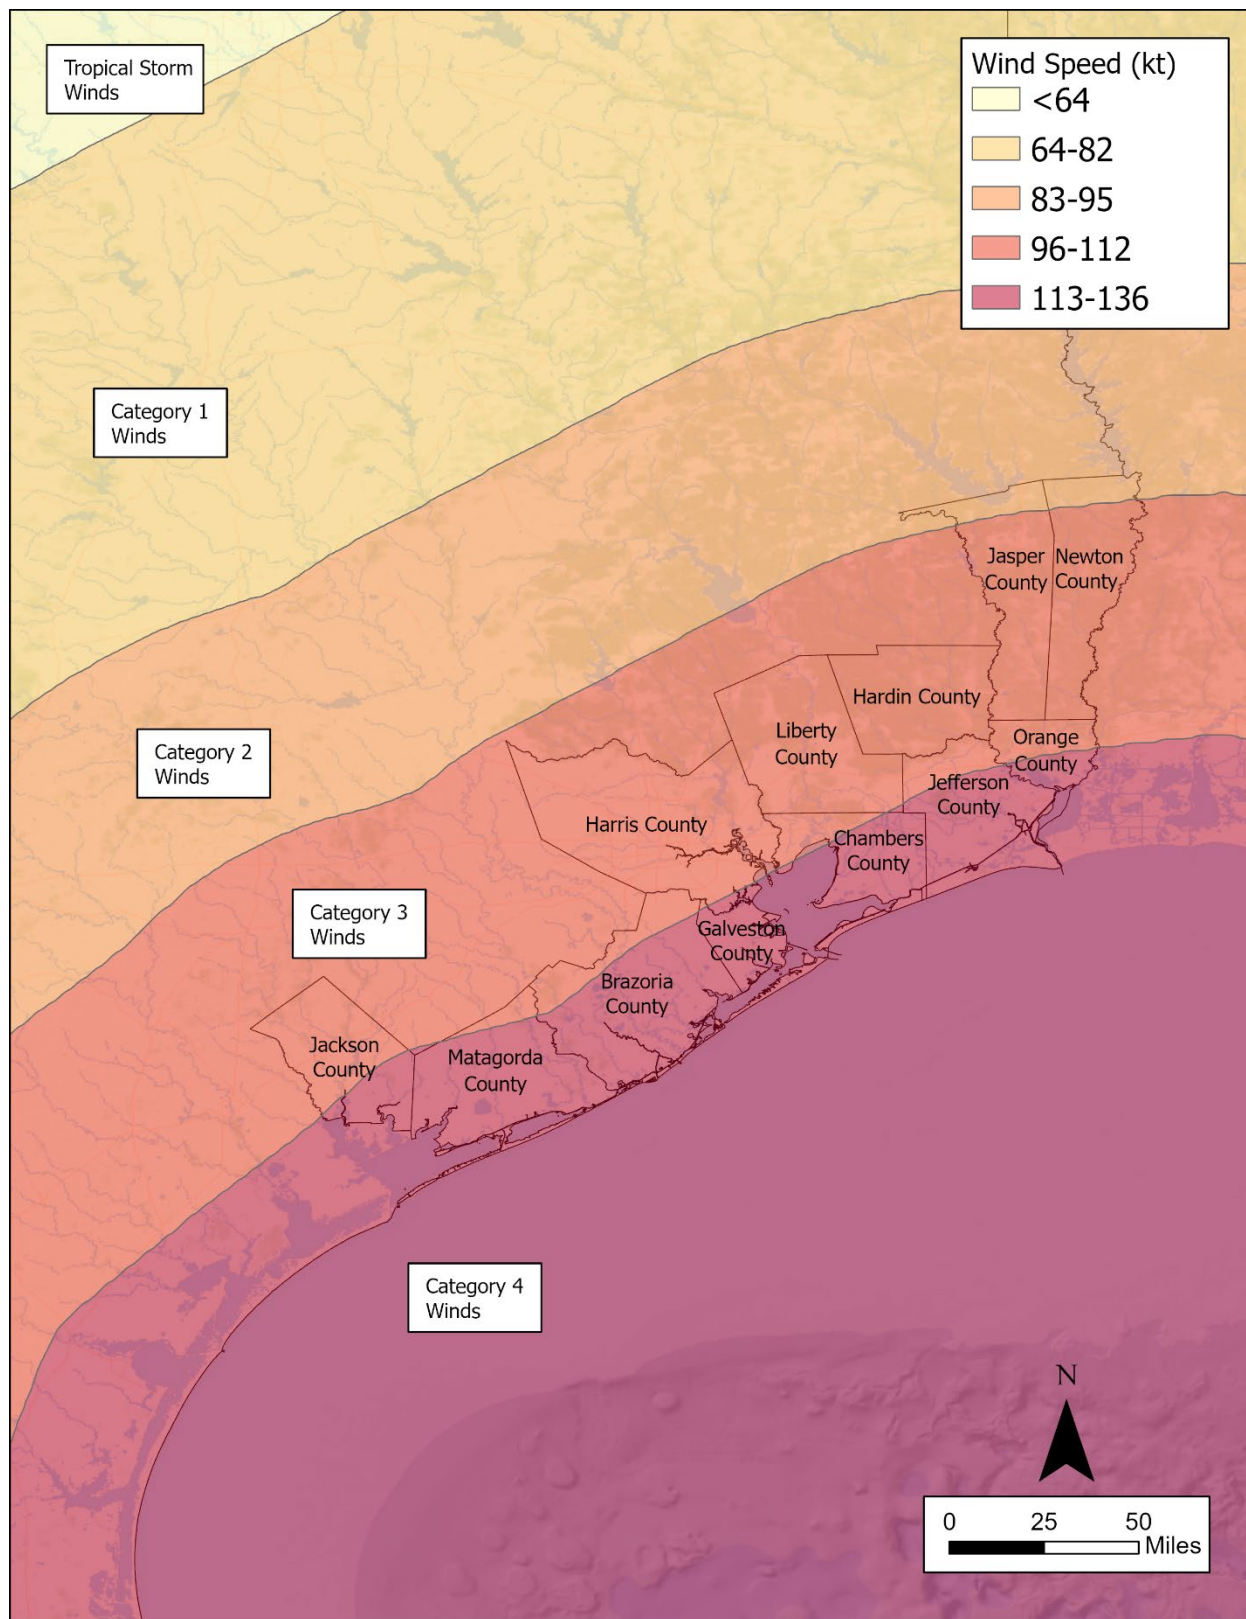 Tropical Storm
Winds
Wind Speed (kt)
<64
64-82
83-95
96-112
113-136
Category 1
Winds
Jasper
County
Newton
County
Hardin County
Liberty
County
Orange
County
Category 2
Winds
Jefferson
County
Harris County
Chambers
County
Category 3
Winds
Galveston
County
Brazoria
County
Jackson
County
Matagorda
County
Category 4
Winds
N
0 25 50
Miles